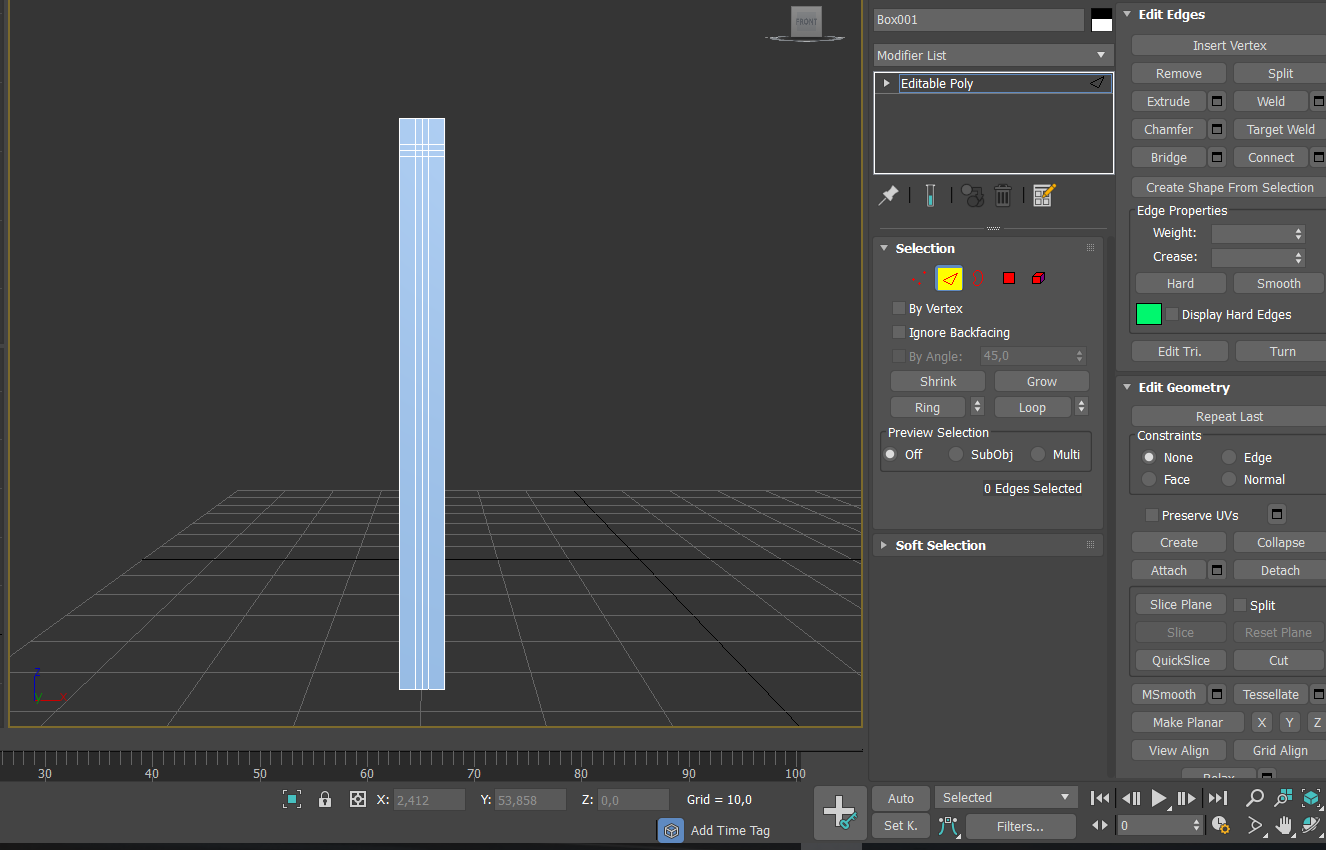 FRONT
Z
Y
30 40 50 60 70 80 90 100
X: 2,412 Y: 53,858 Z: 0,0 Grid = 10,0
Add Time Tag
Box001
Modifier List
Editable Poly
Selection
By Vertex
Ignore Backfacing
By Angle: 45,0
Shrink Grow
Ring Loop
Preview Selection
Off SubObj Multi
0 Edges Selected
Soft Selection
Edit Edges
Insert Vertex
Remove Split
Extrude Weld
Chamfer Target Weld
Bridge Connect
Create Shape From Selection
Edge Properties
Weight:
Crease:
Hard Smooth
Display Hard Edges
Edit Tri. Turn
Edit Geometry
Repeat Last
Constraints
None Edge
Face Normal
Preserve UVs
Create Collapse
Attach Detach
Slice Plane Split
Slice Reset Plane
QuickSlice Cut
MSmooth Tessellate
Make Planar X Y Z
View Align Grid Align
Relax
Auto Selected
Set K. Filters... 0